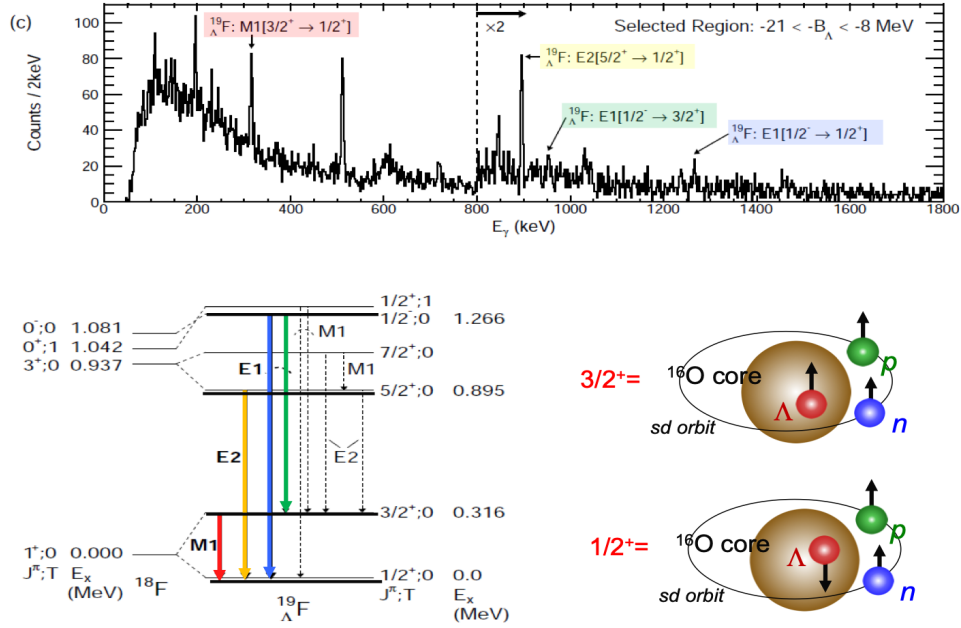 (c)
¹⁹ΛF: M1[3/2⁺ → 1/2⁺]
×2
Selected Region: -21 < -BΛ < -8 MeV
¹⁹ΛF: E2[5/2⁺ → 1/2⁺]
¹⁹ΛF: E1[1/2⁻ → 3/2⁺]
¹⁹ΛF: E1[1/2⁻ → 1/2⁺]
Counts / 2keV
100
80
60
40
20
0
0 200 400 600 800 1000 1200 1400 1600 1800
Eγ (keV)
1/2⁺;1
0⁻;0 1.081
1/2⁻;0 1.266
M1
0⁺;1 1.042
3⁺;0 0.937
7/2⁺;0
E1
M1
5/2⁺;0 0.895
E2
E2
3/2⁺;0 0.316
M1
1⁺;0 0.000
1/2⁺;0 0.0
Jᵖⁱ;T Eₓ
(MeV)
¹⁸F
¹⁹ΛF
Jᵖⁱ;T Eₓ
(MeV)
3/2⁺=
¹⁶O core
Λ
p
n
sd orbit
1/2⁺=
¹⁶O core
Λ
p
n
sd orbit